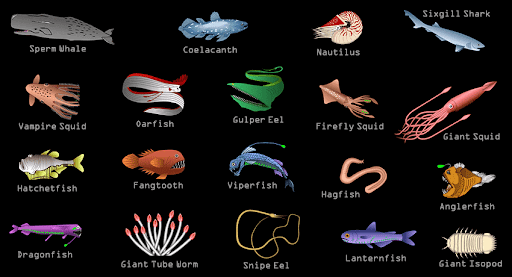 Sperm Whale
Coelacanth
Nautilus
Sixgill Shark
Vampire Squid
Oarfish
Gulper Eel
Firefly Squid
Giant Squid
Hatchetfish
Fangtooth
Viperfish
Hagfish
Anglerfish
Dragonfish
Giant Tube Worm
Snipe Eel
Lanternfish
Giant Isopod